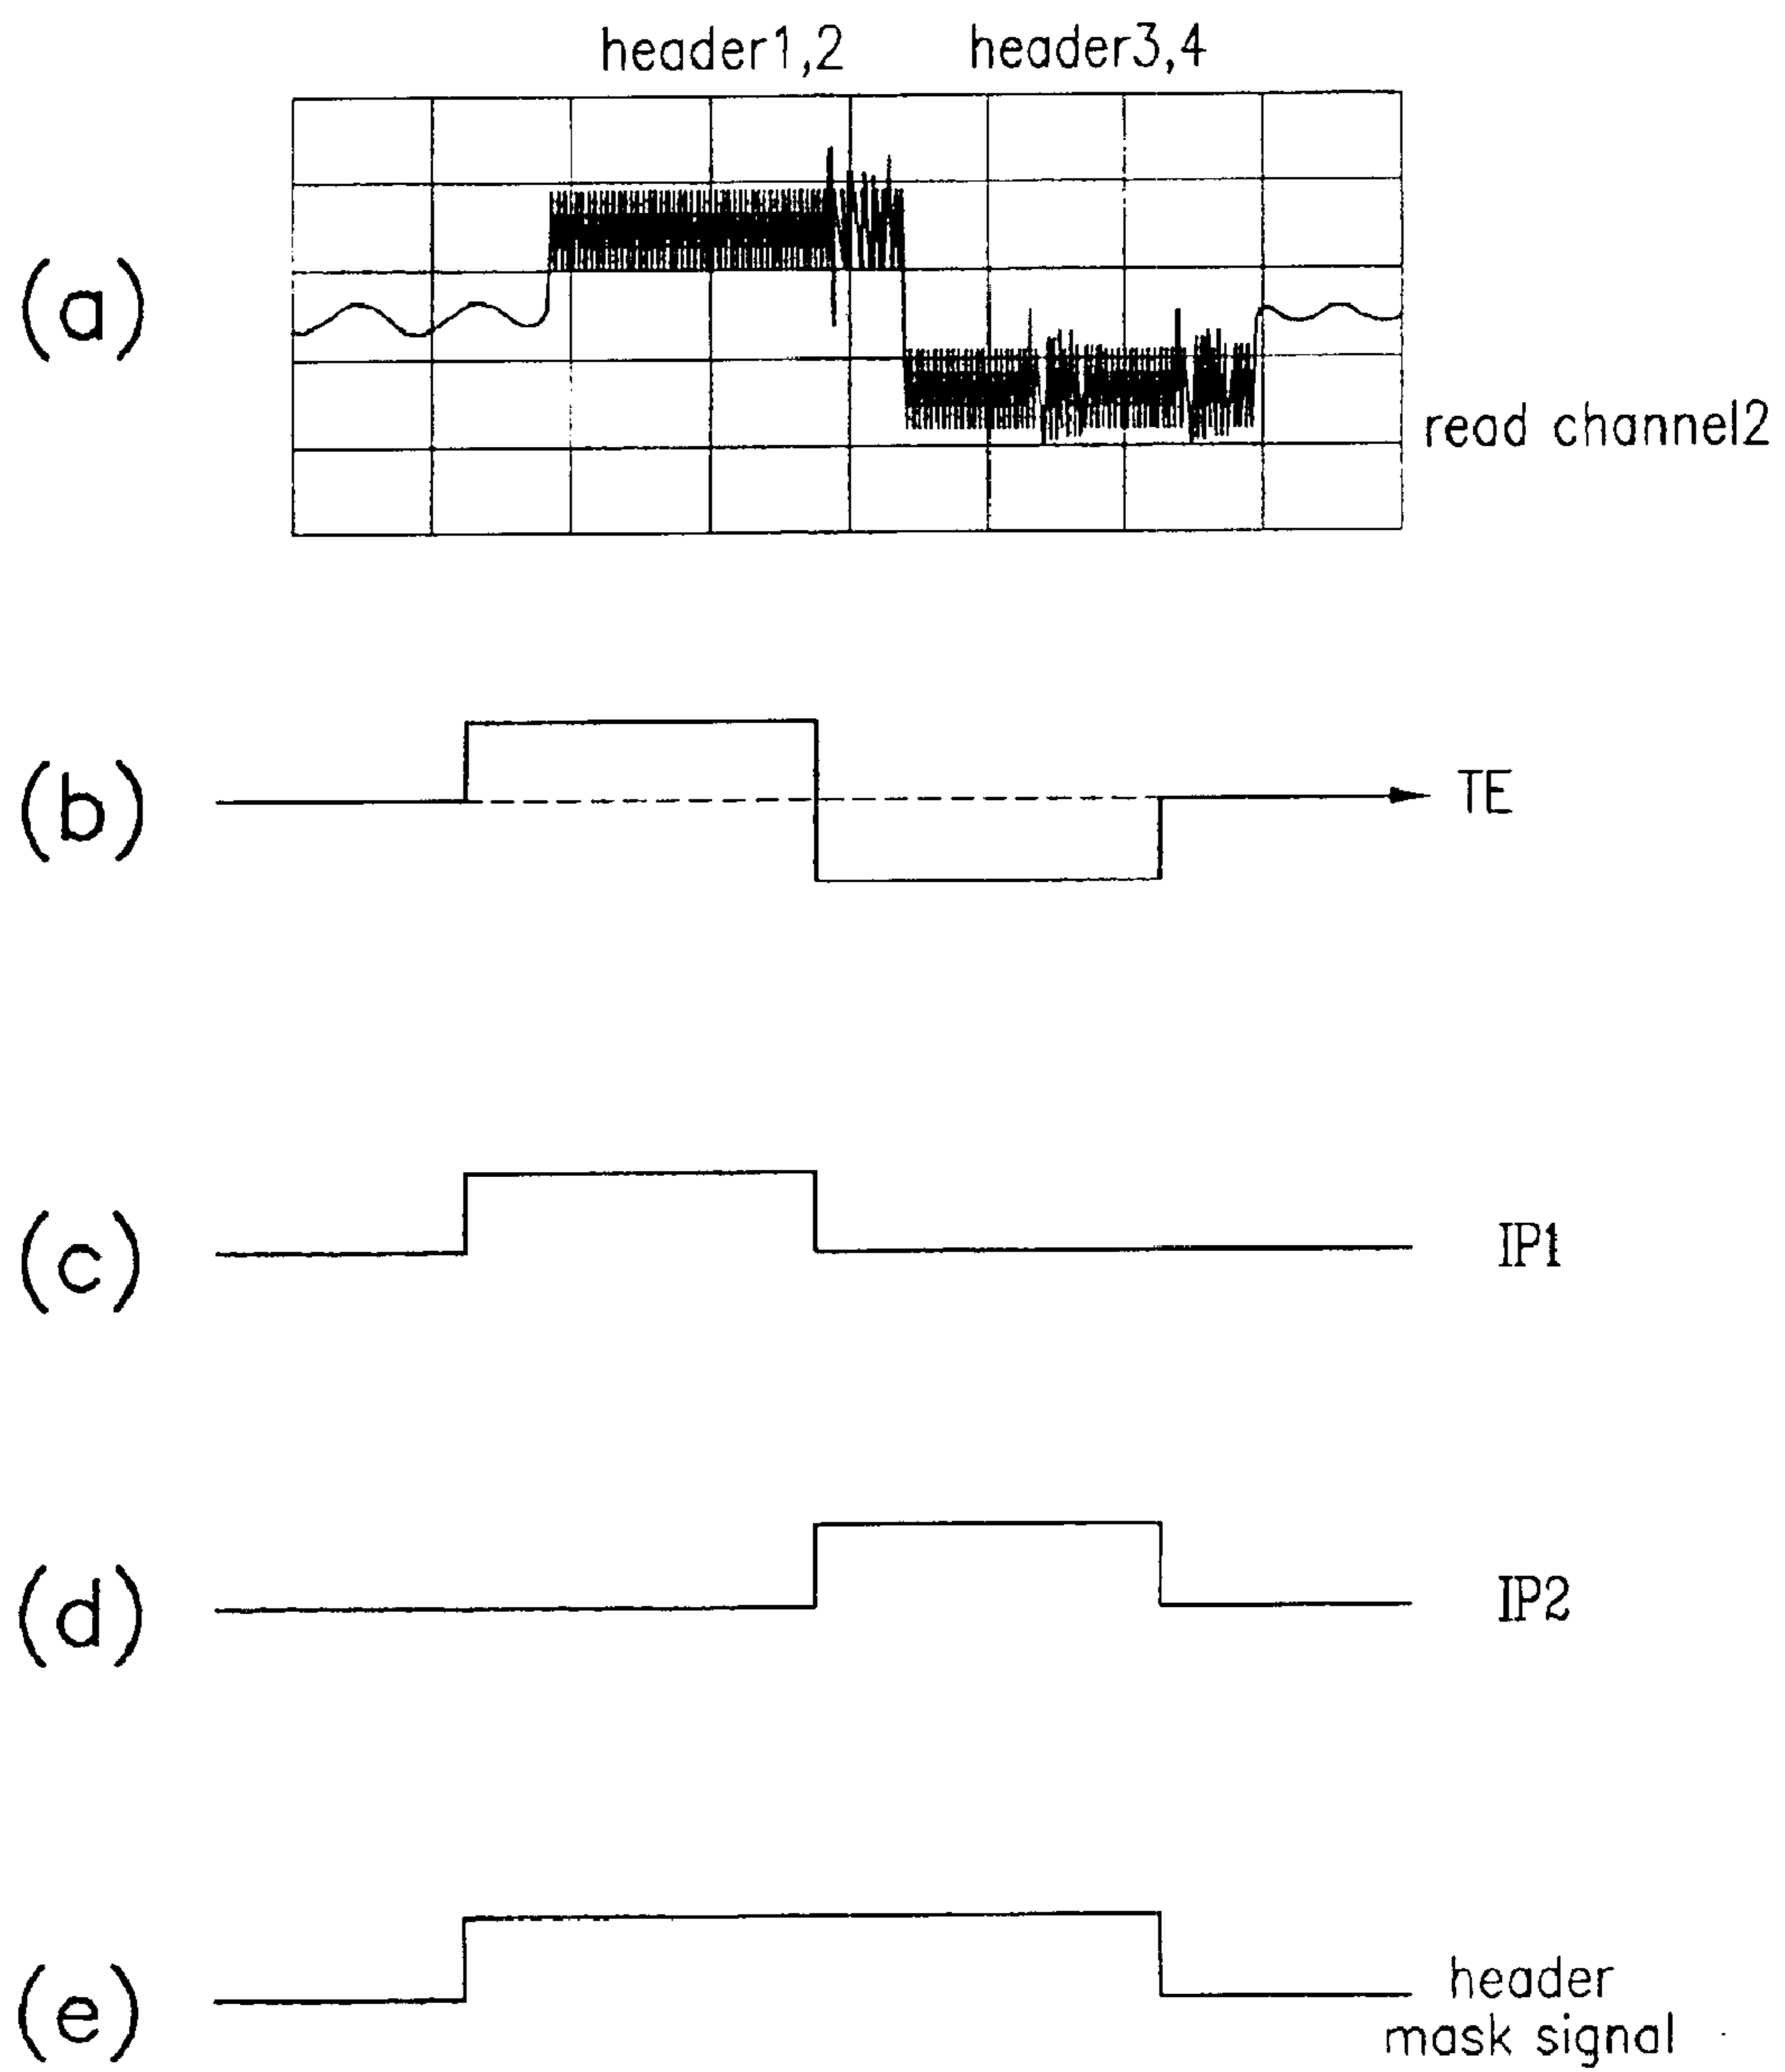 header1,2 header3,4
(a)
read channel2
(b)
TE
(c)
IP1
(d)
IP2
(e)
header
mask signal